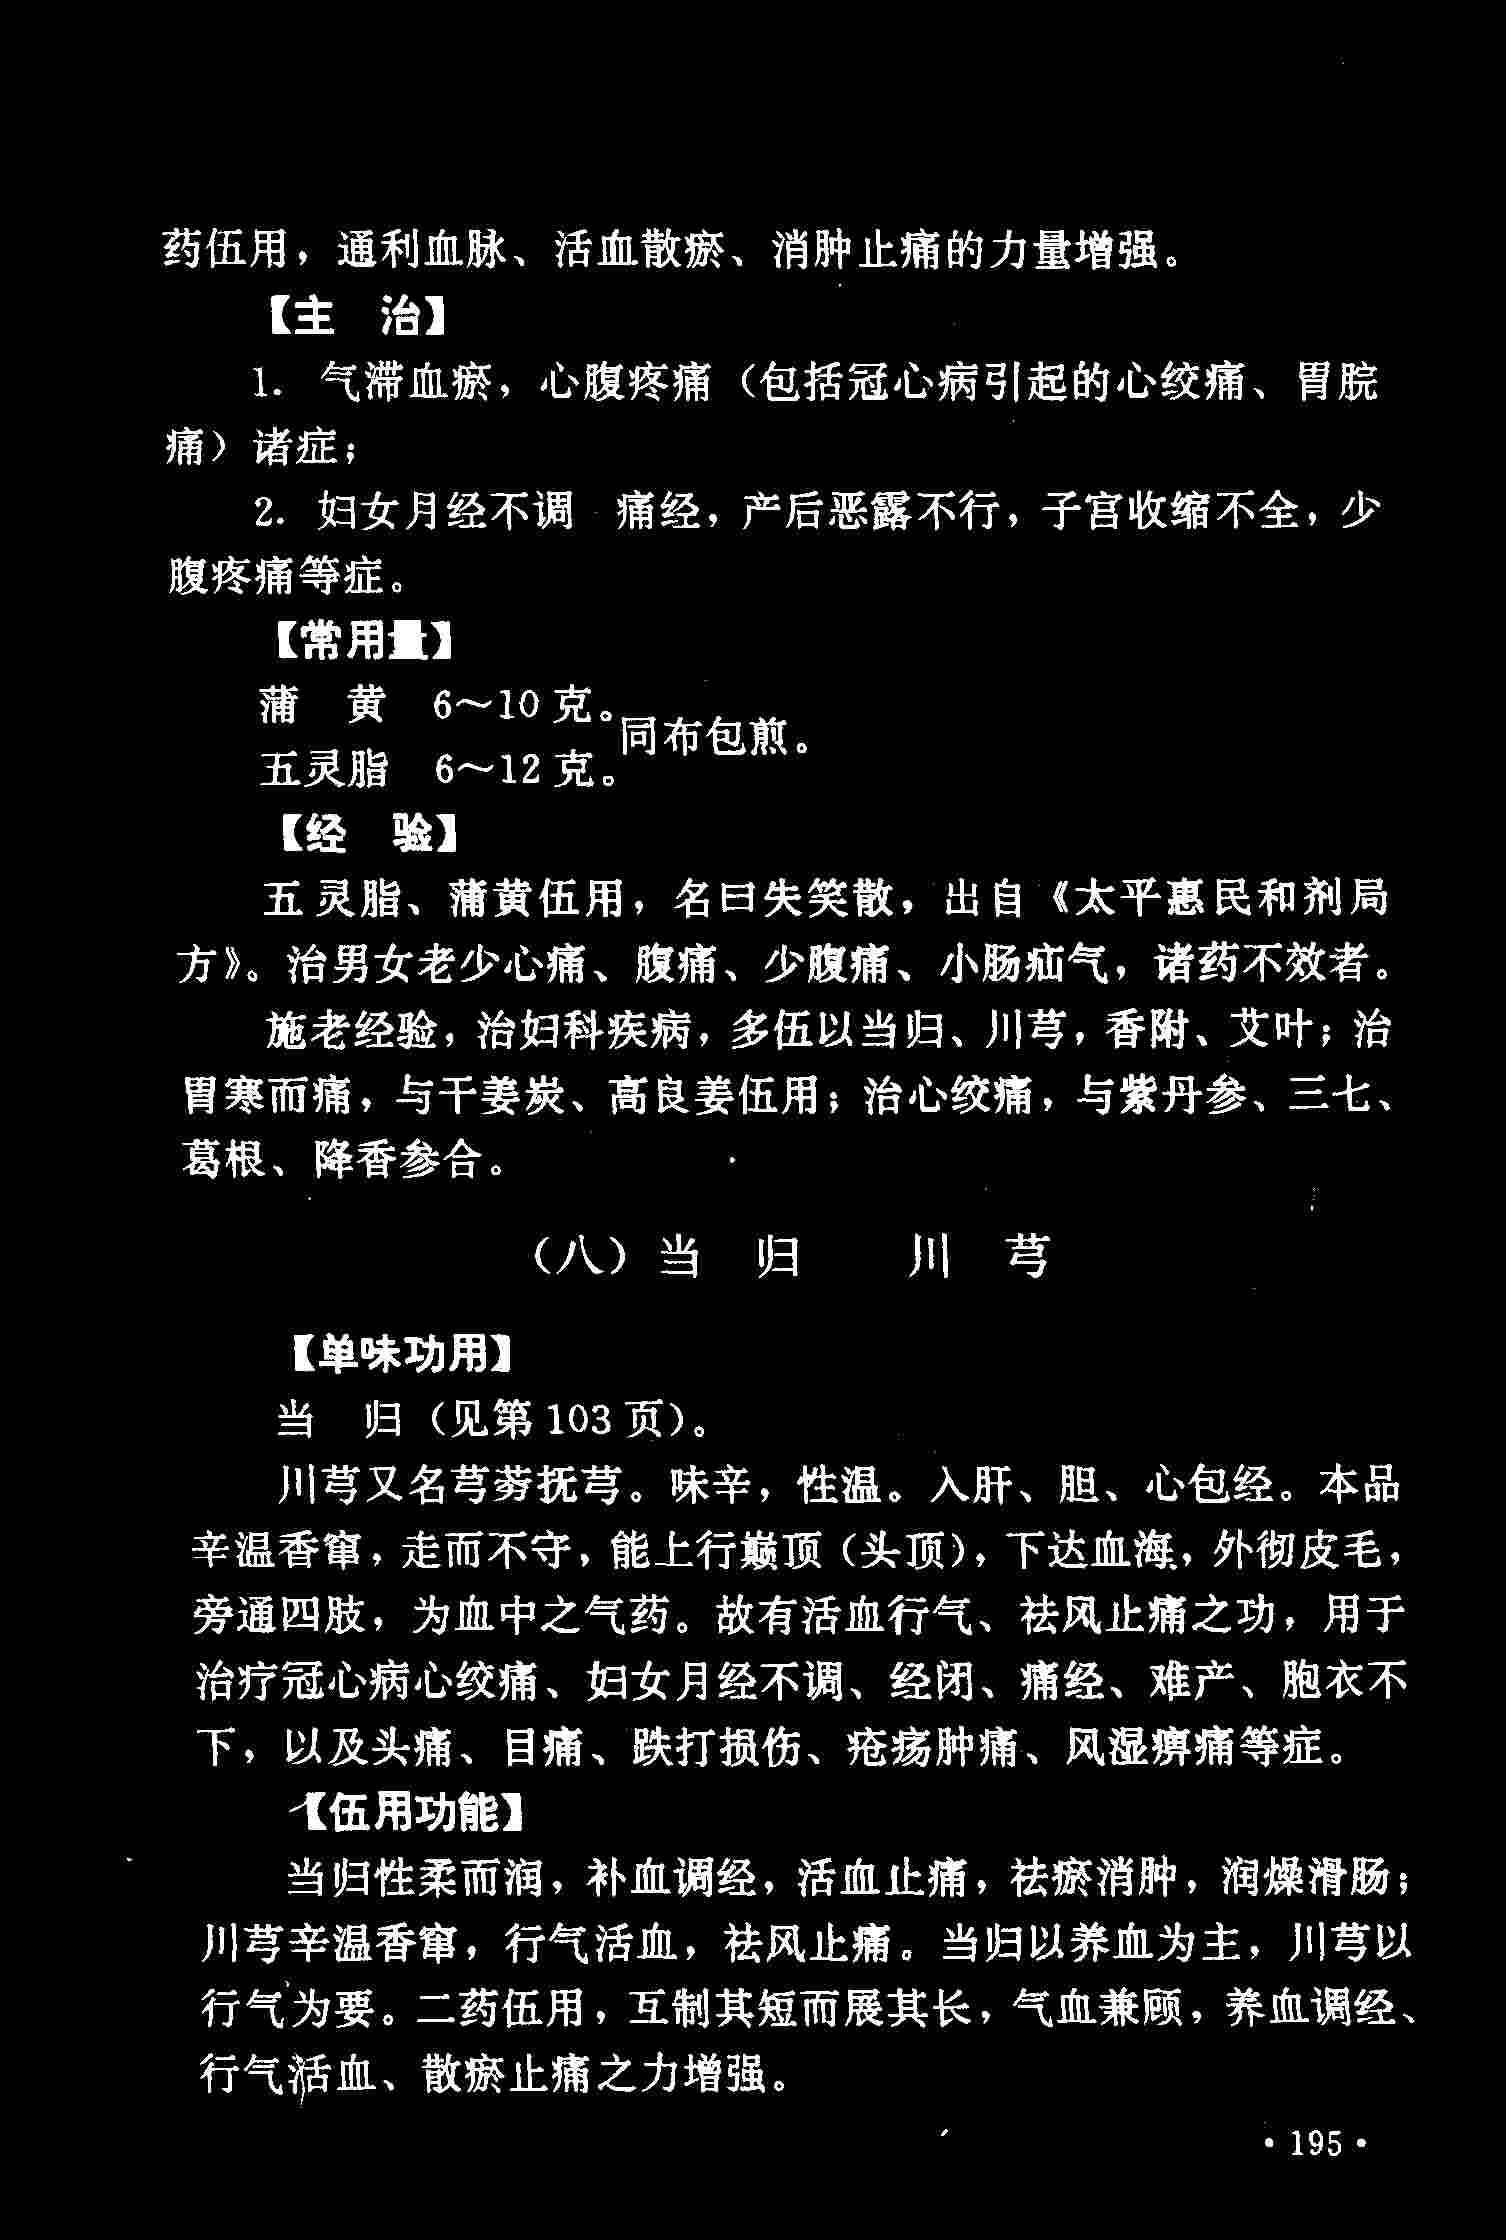 药伍用，通利血脉、活血散瘀、消肿止痛的力量增强。
【主　治】
1. 气滞血瘀，心腹疼痛（包括冠心病引起的心绞痛、胃脘
痛）诸症；
2. 妇女月经不调 痛经，产后恶露不行，子宫收缩不全，少
腹疼痛等症。
【常用量】
蒲　黄　6～10 克。
同布包煎。
五灵脂　6～12 克。
【经　验】
五灵脂、蒲黄伍用，名曰失笑散，出自《太平惠民和剂局
方》。治男女老少心痛、腹痛、少腹痛、小肠疝气，诸药不效者。
施老经验，治妇科疾病，多伍以当归、川芎，香附、艾叶；治
胃寒而痛，与干姜炭、高良姜伍用；治心绞痛，与紫丹参、三七、
葛根、降香参合。
（八）当　归　　川　芎
【单味功用】
当　归（见第 103 页）。
川芎又名芎䓖抚芎。味辛，性温。入肝、胆、心包经。本品
辛温香窜，走而不守，能上行巅顶（头顶），下达血海，外彻皮毛，
旁通四肢，为血中之气药。故有活血行气、祛风止痛之功，用于
治疗冠心病心绞痛、妇女月经不调、经闭、痛经、难产、胞衣不
下，以及头痛、目痛、跌打损伤、疮疡肿痛、风湿痹痛等症。
【伍用功能】
当归性柔而润，补血调经，活血止痛，祛瘀消肿，润燥滑肠；
川芎辛温香窜，行气活血，祛风止痛。当归以养血为主，川芎以
行气为要。二药伍用，互制其短而展其长，气血兼顾，养血调经、
行气活血、散瘀止痛之力增强。
· 195 ·